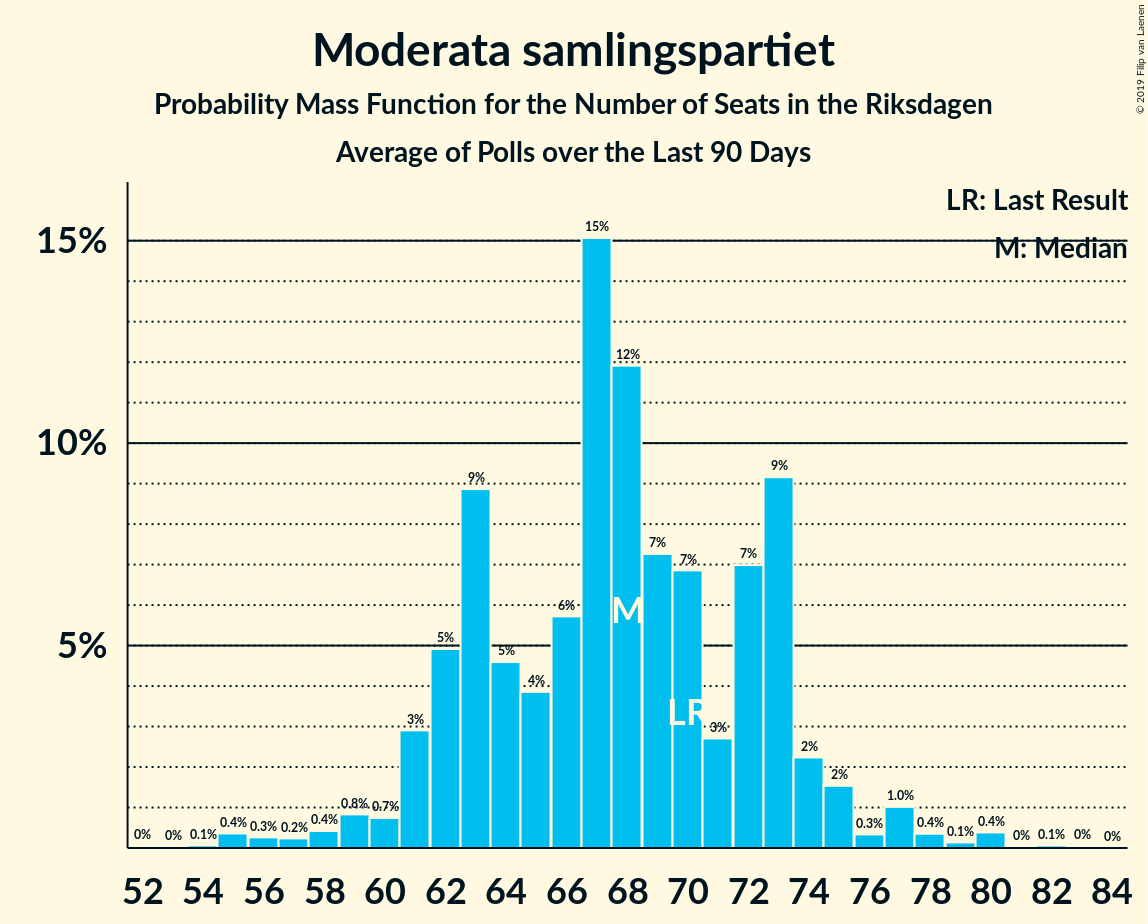 Moderata samlingspartiet
Probability Mass Function for the Number of Seats in the Riksdagen
Average of Polls over the Last 90 Days
© 2019 Filip van Laenen
LR: Last Result
M: Median
15%
10%
5%
0% 0% 0.1% 0.4% 0.3% 0.2% 0.4% 0.8% 0.7% 3% 5% 9% 5% 4% 6% 15% 12% 7% 7% 3% 7% 9% 2% 2% 0.3% 1.0% 0.4% 0.1% 0.4% 0% 0.1% 0% 0%
M
LR
52 54 56 58 60 62 64 66 68 70 72 74 76 78 80 82 84